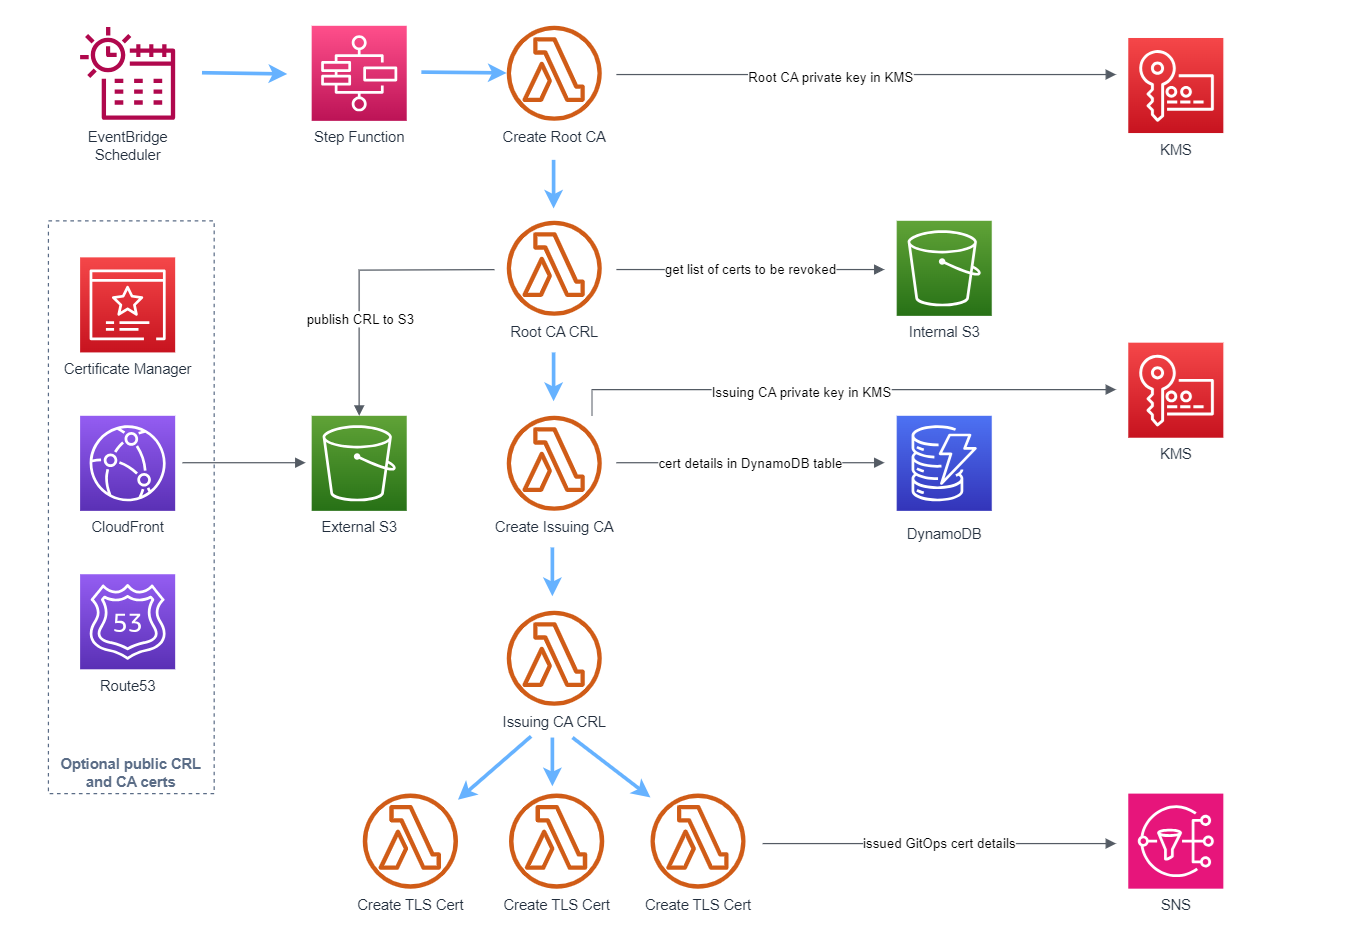 EventBridge
Scheduler
Step Function
Create Root CA
Root CA private key in KMS
KMS
Certificate Manager
publish CRL to S3
Root CA CRL
get list of certs to be revoked
Internal S3
Issuing CA private key in KMS
KMS
CloudFront
External S3
Create Issuing CA
cert details in DynamoDB table
DynamoDB
53
Route53
Issuing CA CRL
Optional public CRL
and CA certs
Create TLS Cert
Create TLS Cert
Create TLS Cert
issued GitOps cert details
SNS